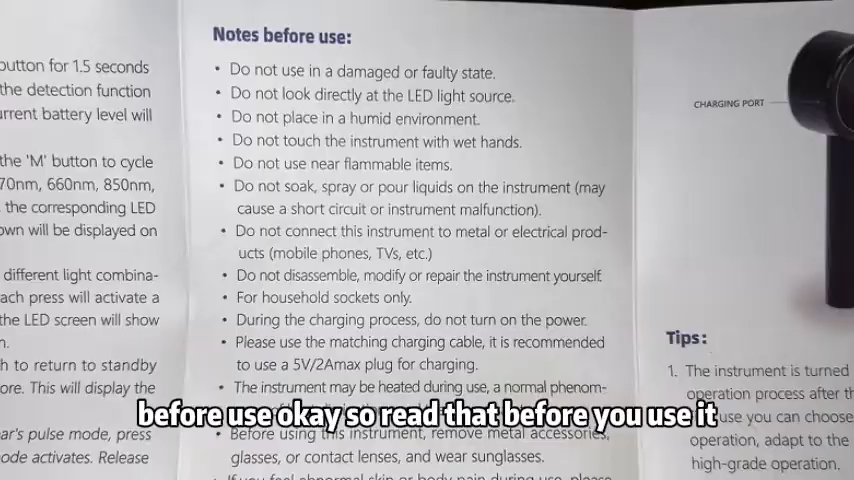 button for 1.5 seconds
the detection function
urrent battery level will
the 'M' button to cycle
70nm, 660nm, 850nm,
the corresponding LED
own will be displayed on
different light combina-
ach press will activate a
the LED screen will show
n.
h to return to standby
ore. This will display the
ar's pulse mode, press
ode activates. Release
Notes before use:
• Do not use in a damaged or faulty state.
• Do not look directly at the LED light source.
• Do not place in a humid environment.
• Do not touch the instrument with wet hands.
• Do not use near flammable items.
• Do not soak, spray or pour liquids on the instrument (may
cause a short circuit or instrument malfunction).
• Do not connect this instrument to metal or electrical prod-
ucts (mobile phones, TVs, etc.)
• Do not disassemble, modify or repair the instrument yourself.
• For household sockets only.
• During the charging process, do not turn on the power.
• Please use the matching charging cable, it is recommended
to use a 5V/2Amax plug for charging.
• The instrument may be heated during use, a normal phenom-
• Before using this instrument, remove metal accessories,
glasses, or contact lenses, and wear sunglasses.
• If you feel abnormal skin or body pain during use, please
CHARGING PORT
Tips:
1. The instrument is turned
operation process after th
use you can choose
operation, adapt to the
high-grade operation.
before use okay so read that before you use it